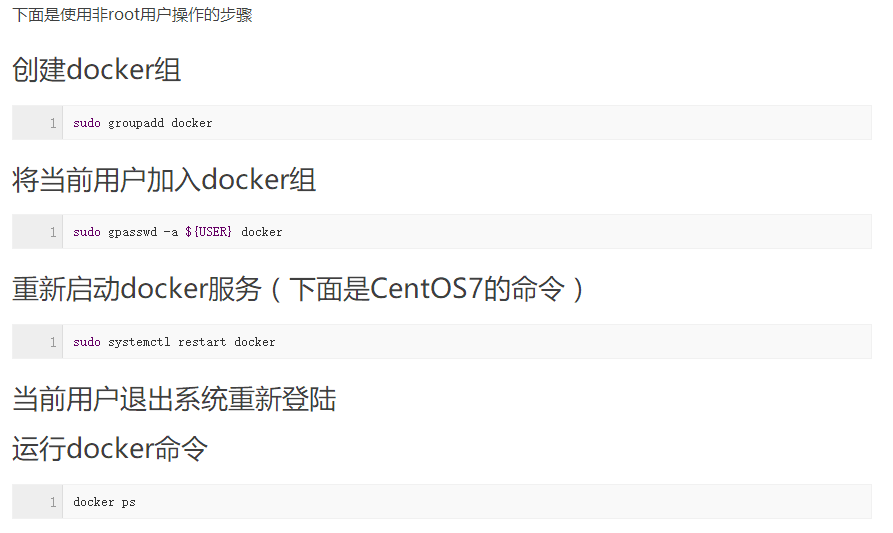 下面是使用非root用户操作的步骤
创建docker组
1 sudo groupadd docker
将当前用户加入docker组
1 sudo gpasswd -a ${USER} docker
重新启动docker服务（下面是CentOS7的命令）
1 sudo systemctl restart docker
当前用户退出系统重新登陆
运行docker命令
1 docker ps